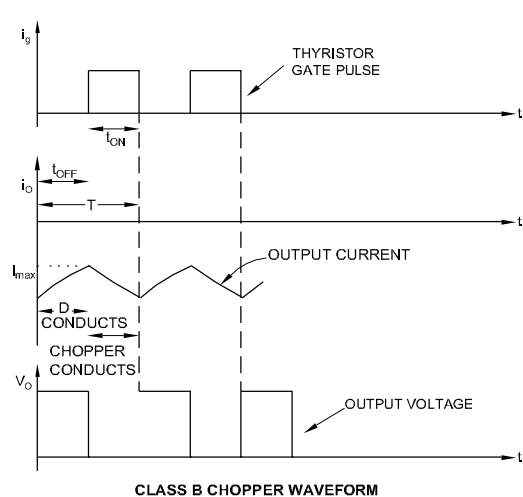 i_g
THYRISTOR
GATE PULSE
t
t_ON
t_OFF
i_O
T
t
I_max
OUTPUT CURRENT
D
CONDUCTS
CHOPPER
CONDUCTS
V_O
OUTPUT VOLTAGE
t
CLASS B CHOPPER WAVEFORM